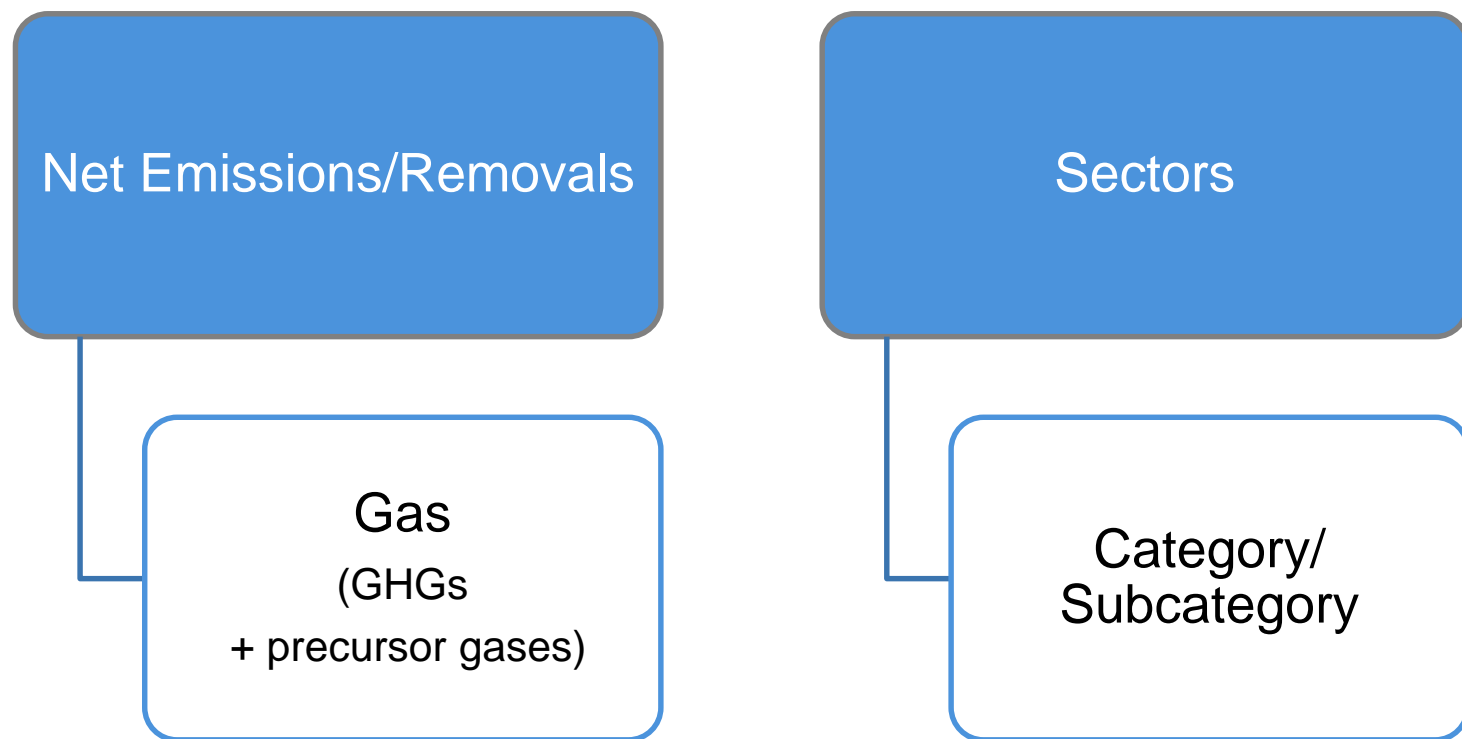 Net Emissions/Removals
Sectors
Gas
(GHGs
+ precursor gases)
Category/
Subcategory